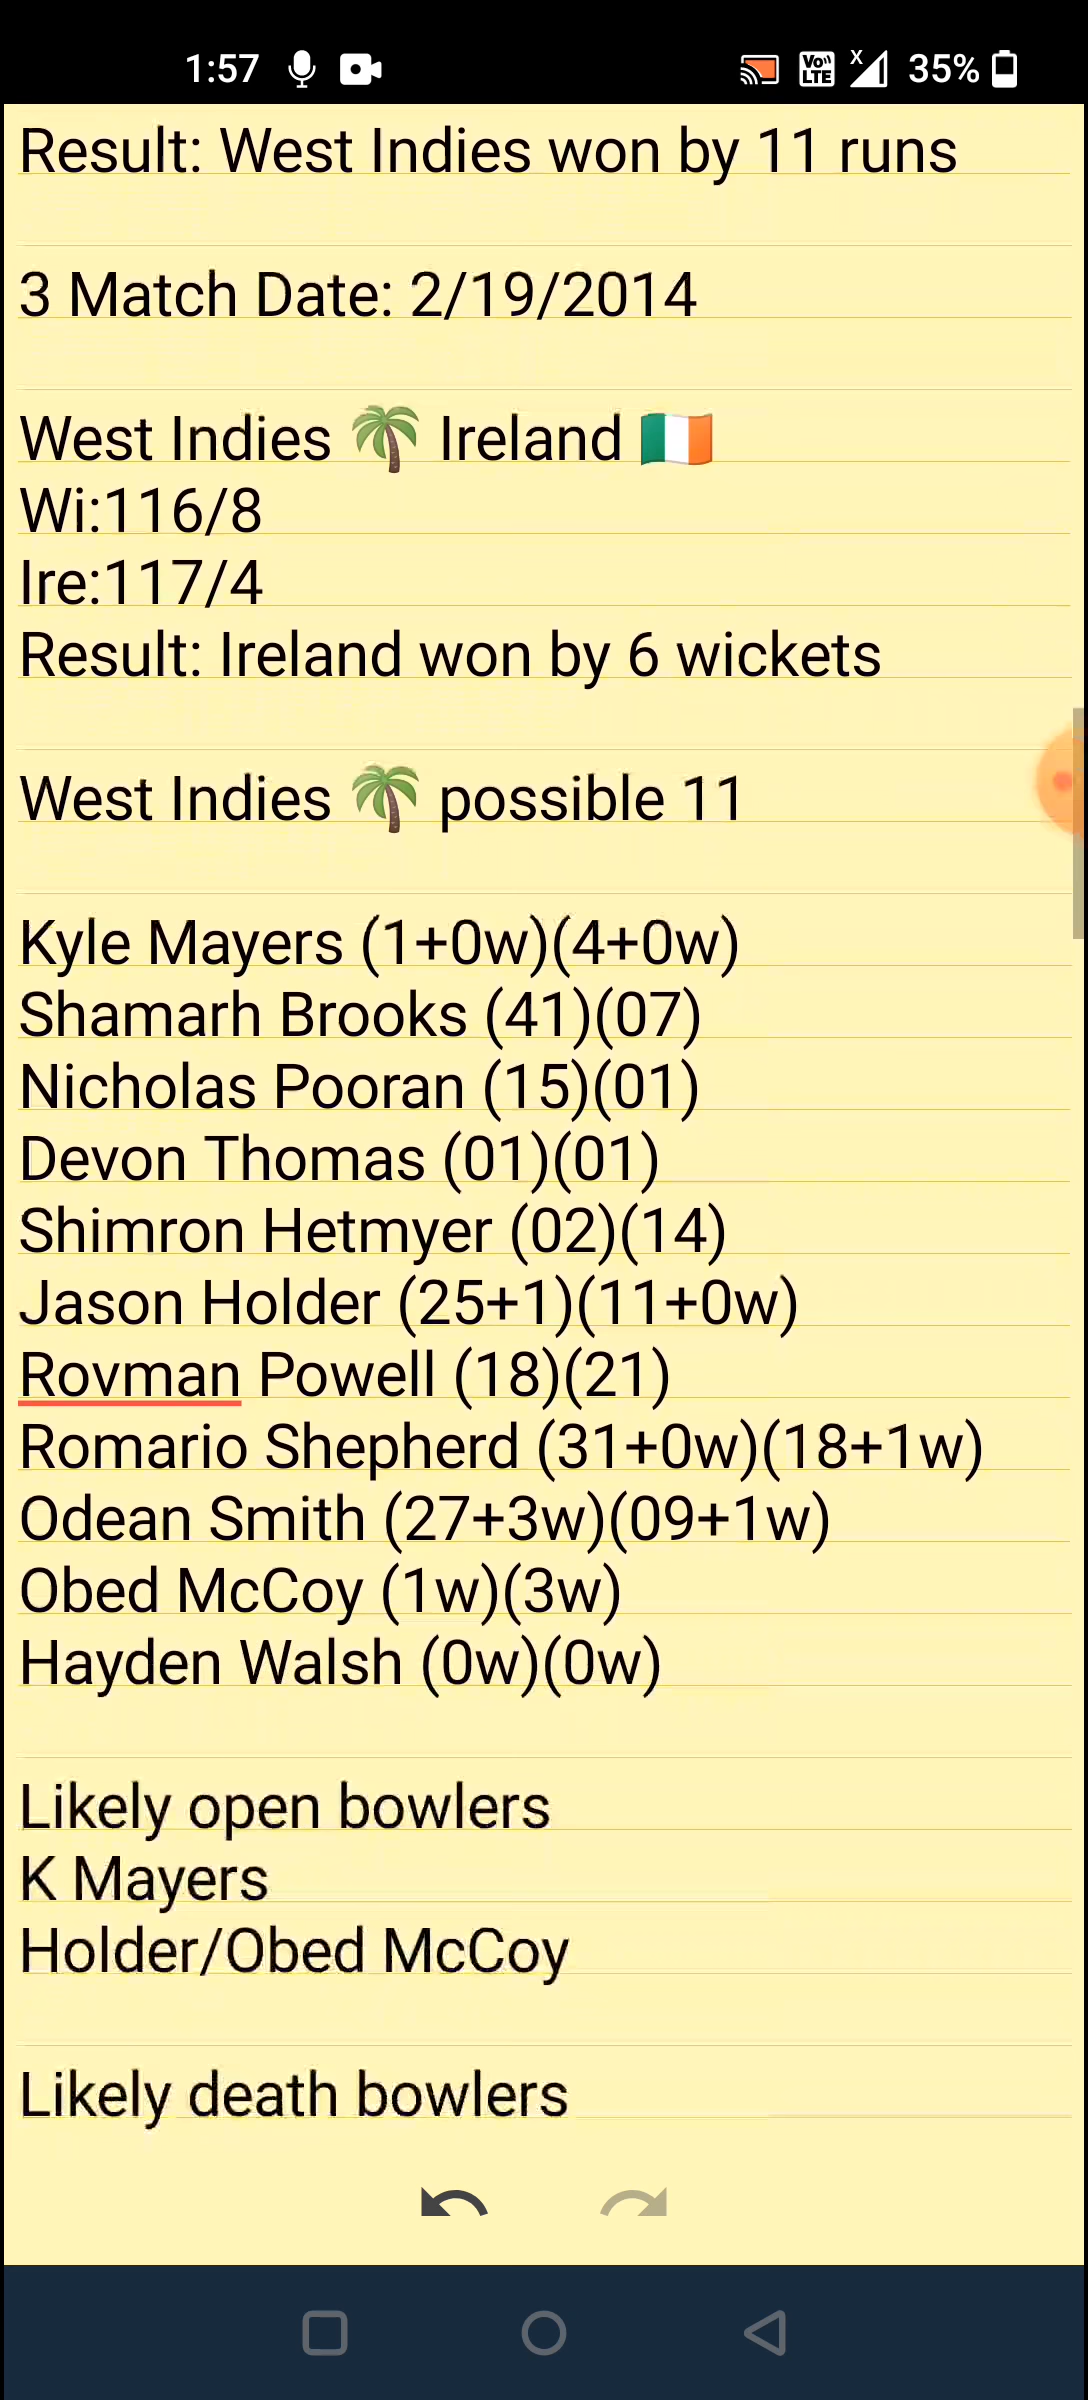 1:57
Vo LTE
X
35%
Result: West Indies won by 11 runs
3 Match Date: 2/19/2014
West Indies 🌴 Ireland 🇮🇪
Wi:116/8
Ire:117/4
Result: Ireland won by 6 wickets
West Indies 🌴 possible 11
Kyle Mayers (1+0w)(4+0w)
Shamarh Brooks (41)(07)
Nicholas Pooran (15)(01)
Devon Thomas (01)(01)
Shimron Hetmyer (02)(14)
Jason Holder (25+1)(11+0w)
Rovman Powell (18)(21)
Romario Shepherd (31+0w)(18+1w)
Odean Smith (27+3w)(09+1w)
Obed McCoy (1w)(3w)
Hayden Walsh (0w)(0w)
Likely open bowlers
K Mayers
Holder/Obed McCoy
Likely death bowlers